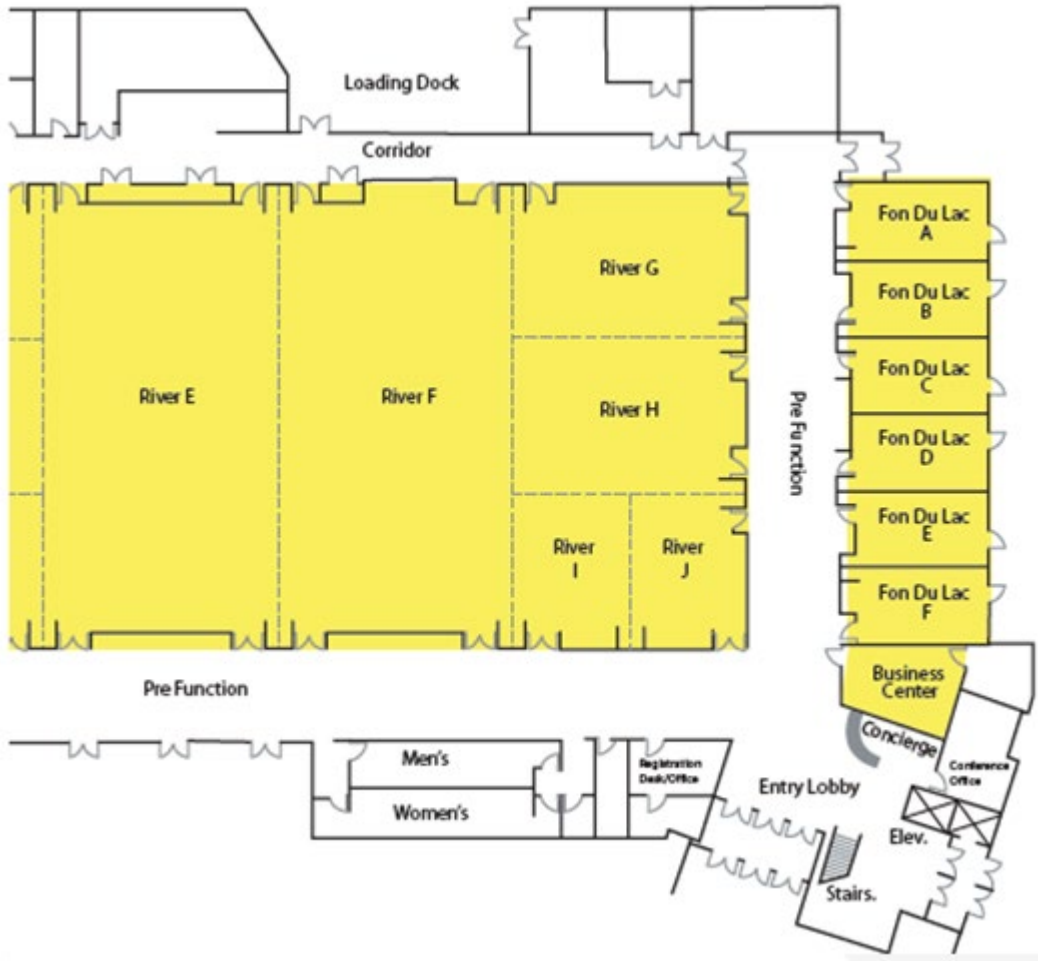 Loading Dock
Corridor
Fon Du Lac
A
River G
Fon Du Lac
B
River E
River F
River H
Pre Function
Fon Du Lac
C
Fon Du Lac
D
River
I
River
J
Fon Du Lac
E
Fon Du Lac
F
Pre Function
Business
Center
Concierge
Men's
Women's
Registration
Desk/Office
Entry Lobby
Conference
Office
Elev.
Stairs.